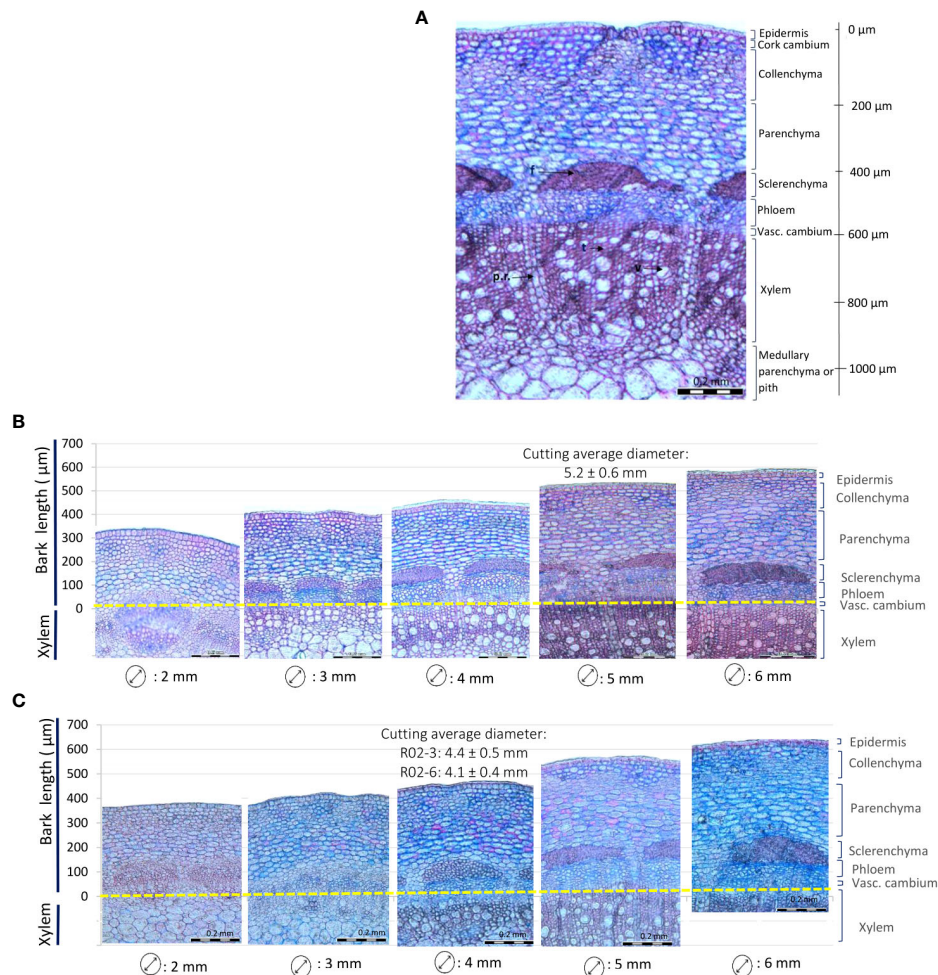 A
Epidermis
Cork cambium
Collenchyma
Parenchyma
Sclerenchyma
Phloem
Vasc. cambium
Xylem
Medullary
parenchyma or
pith
0 µm
200 µm
400 µm
600 µm
800 µm
1000 µm
f
t
v
p.r.
0.2 mm
B
Bark length ( µm)
Xylem
700
600
500
400
300
200
100
0
Cutting average diameter:
5.2 ± 0.6 mm
Epidermis
Collenchyma
Parenchyma
Sclerenchyma
Phloem
Vasc. cambium
Xylem
: 2 mm
: 3 mm
: 4 mm
: 5 mm
: 6 mm
C
Bark length ( µm)
Xylem
700
600
500
400
300
200
100
0
Cutting average diameter:
R02-3: 4.4 ± 0.5 mm
R02-6: 4.1 ± 0.4 mm
Epidermis
Collenchyma
Parenchyma
Sclerenchyma
Phloem
Vasc. cambium
Xylem
0.2 mm
0.2 mm
0.2 mm
0.2 mm
0.2 mm
: 2 mm
: 3 mm
: 4 mm
: 5 mm
: 6 mm